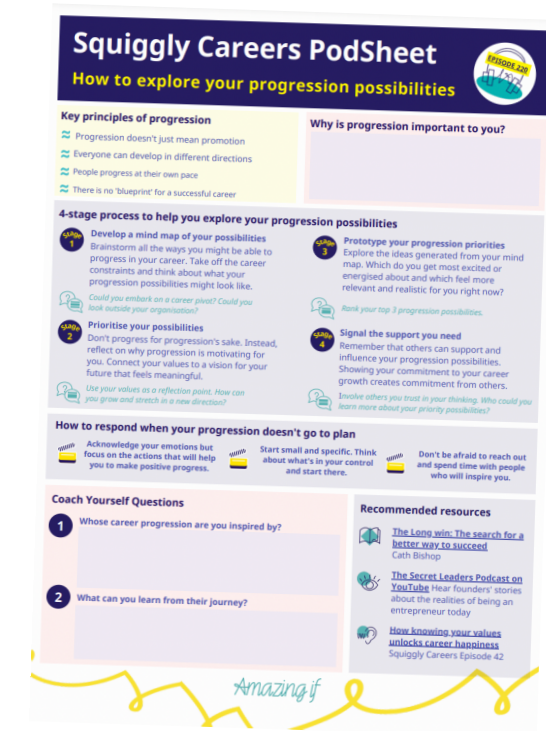 Squiggly Careers PodSheet
How to explore your progression possibilities
EPISODE 220
Key principles of progression
Progression doesn't just mean promotion
Everyone can develop in different directions
People progress at their own pace
There is no 'blueprint' for a successful career
Why is progression important to you?
4-stage process to help you explore your progression possibilities
Stage
1
Develop a mind map of your possibilities
Brainstorm all the ways you might be able to
progress in your career. Take off the career
constraints and think about what your
progression possibilities might look like.
Could you embark on a career pivot? Could you
look outside your organisation?
Stage
2
Prioritise your possibilities
Don't progress for progression's sake. Instead,
reflect on why progression is motivating for
you. Connect your values to a vision for your
future that feels meaningful.
Use your values as a reflection point. How can
you grow and stretch in a new direction?
Stage
3
Prototype your progression priorities
Explore the ideas generated from your mind
map. Which do you get most excited or
energised about and which feel more
relevant and realistic for you right now?
Rank your top 3 progression possibilities.
Stage
4
Signal the support you need
Remember that others can support and
influence your progression possibilities.
Showing your commitment to your career
growth creates commitment from others.
Involve others you trust in your thinking. Who could you
learn more about your priority possibilities?
How to respond when your progression doesn't go to plan
Acknowledge your emotions but
focus on the actions that will help
you to make positive progress.
Start small and specific. Think
about what's in your control
and start there.
Don't be afraid to reach out
and spend time with people
who will inspire you.
Coach Yourself Questions
1
Whose career progression are you inspired by?
2
What can you learn from their journey?
Recommended resources
The Long win: The search for a
better way to succeed
Cath Bishop
The Secret Leaders Podcast on
YouTube Hear founders' stories
about the realities of being an
entrepreneur today
How knowing your values
unlocks career happiness
Squiggly Careers Episode 42
Amazing if